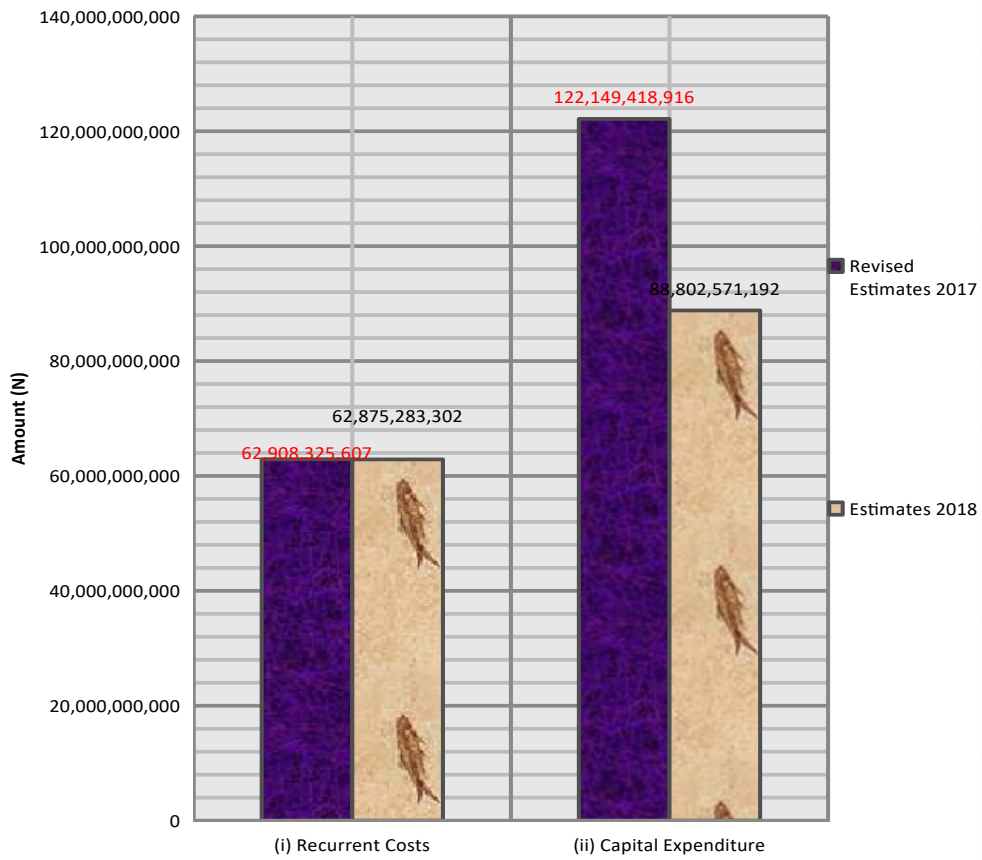 140,000,000,000
120,000,000,000
100,000,000,000
80,000,000,000
60,000,000,000
40,000,000,000
20,000,000,000
0
Amount (N)
122,149,418,916
88,802,571,192
62,875,283,302
62,908,325,607
(i) Recurrent Costs
(ii) Capital Expenditure
Revised
Estimates 2017
Estimates 2018